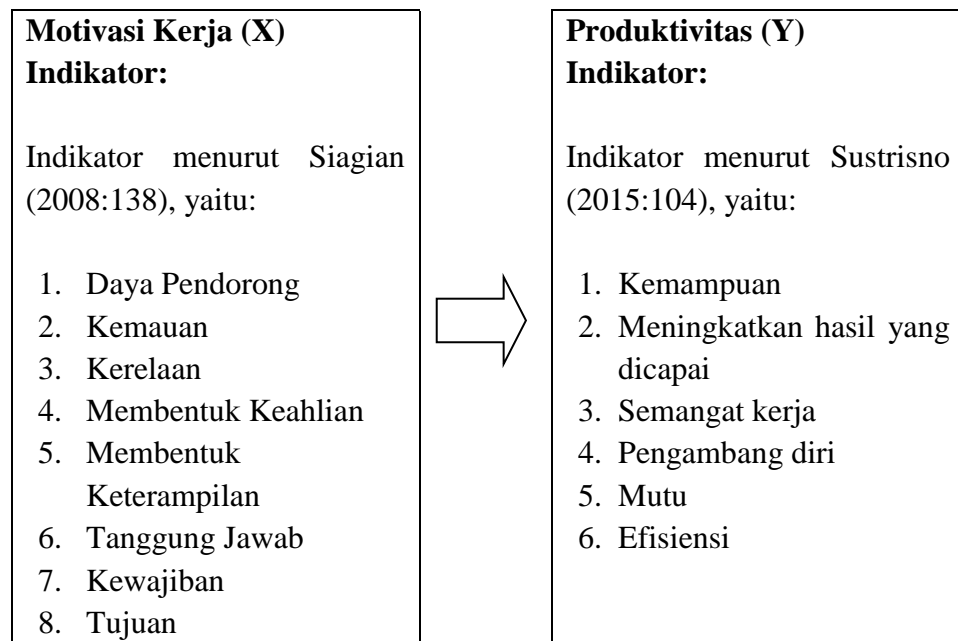 Motivasi Kerja (X)
Indikator:
Indikator menurut Siagian
(2008:138), yaitu:
1. Daya Pendorong
2. Kemauan
3. Kerelaan
4. Membentuk Keahlian
5. Membentuk
Keterampilan
6. Tanggung Jawab
7. Kewajiban
8. Tujuan
Produktivitas (Y)
Indikator:
Indikator menurut Sustrisno
(2015:104), yaitu:
1. Kemampuan
2. Meningkatkan hasil yang
dicapai
3. Semangat kerja
4. Pengambang diri
5. Mutu
6. Efisiensi